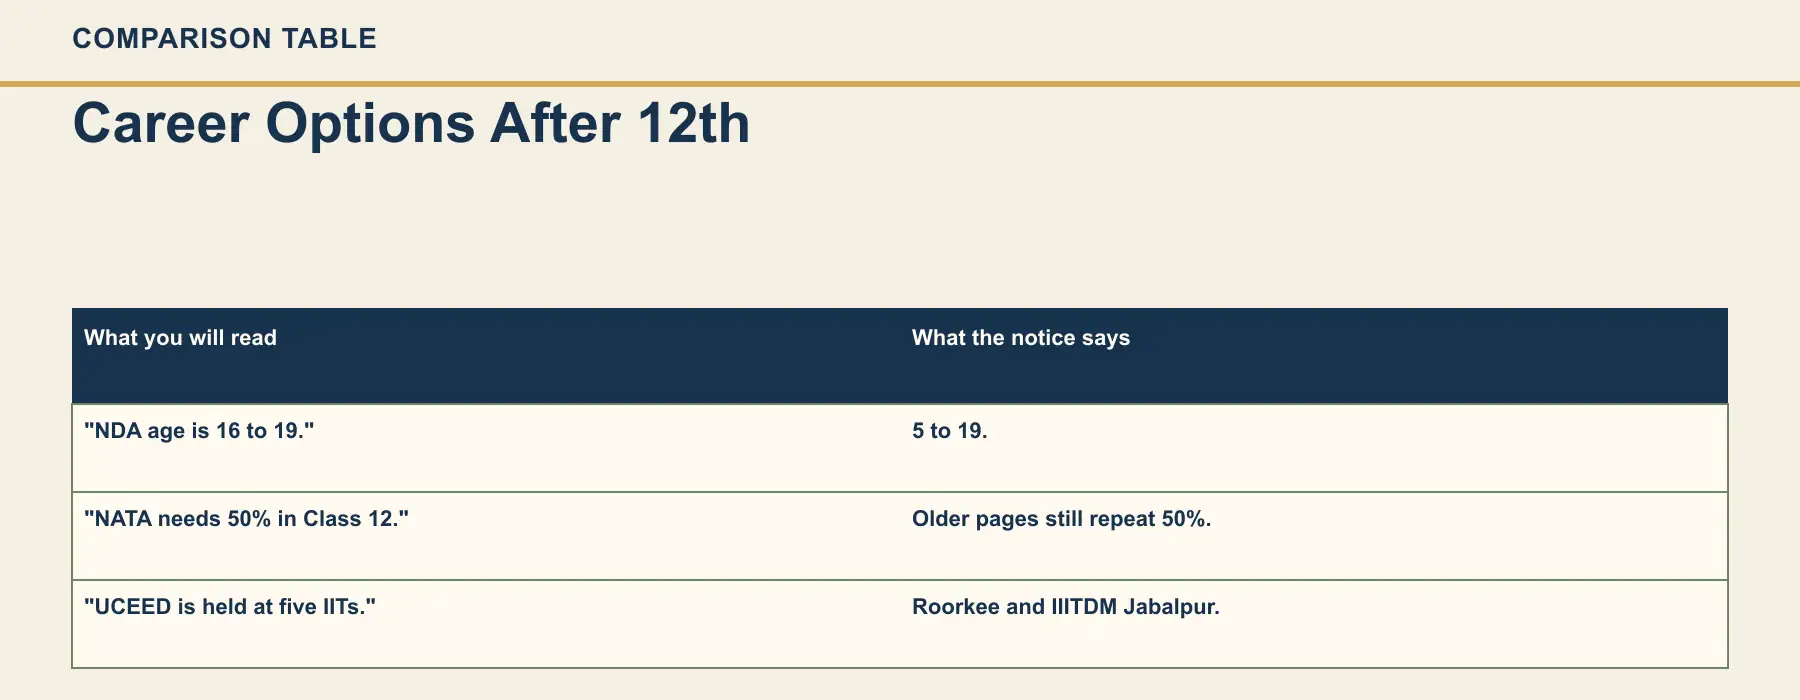 COMPARISON TABLE
Career Options After 12th
What you will read What the notice says
"NDA age is 16 to 19." 5 to 19.
"NATA needs 50% in Class 12." Older pages still repeat 50%.
"UCEED is held at five IITs." Roorkee and IIITDM Jabalpur.